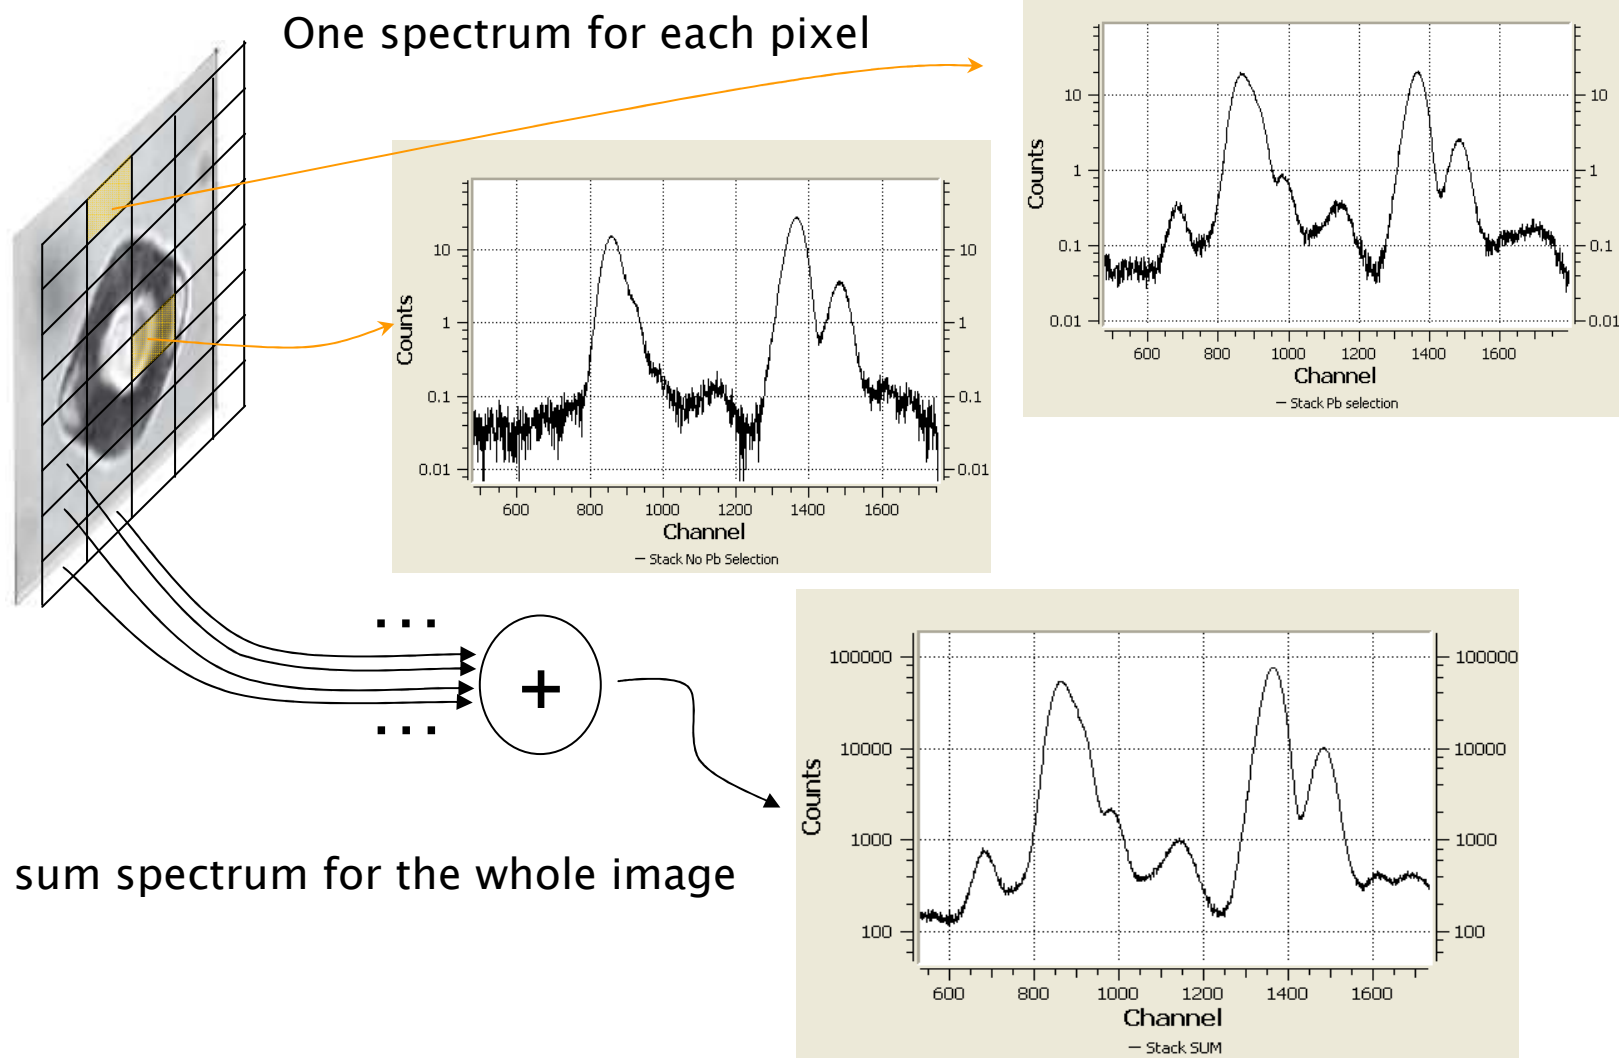 One spectrum for each pixel
Counts
10
1
0.1
0.01
10
1
0.1
0.01
600 800 1000 1200 1400 1600
Channel
— Stack Pb selection
Counts
10
1
0.1
0.01
10
1
0.1
0.01
600 800 1000 1200 1400 1600
Channel
— Stack No Pb Selection
...
+
...
sum spectrum for the whole image
Counts
100000
10000
1000
100
100000
10000
1000
100
600 800 1000 1200 1400 1600
Channel
— Stack SUM